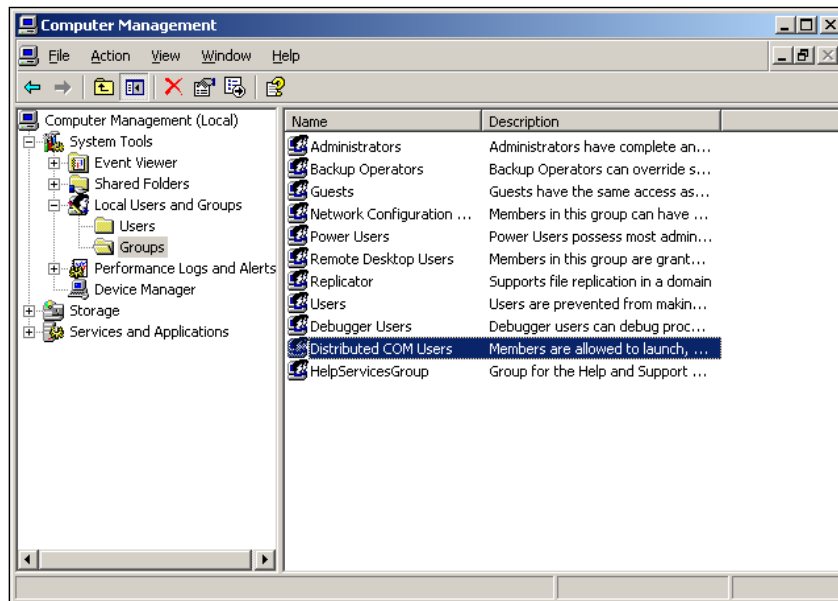 Computer Management
File Action View Window Help
Computer Management (Local)
System Tools
Event Viewer
Shared Folders
Local Users and Groups
Users
Groups
Performance Logs and Alerts
Device Manager
Storage
Services and Applications
Name Description
Administrators Administrators have complete an...
Backup Operators Backup Operators can override s...
Guests Guests have the same access as...
Network Configuration ... Members in this group can have ...
Power Users Power Users possess most admin...
Remote Desktop Users Members in this group are grant...
Replicator Supports file replication in a domain
Users Users are prevented from makin...
Debugger Users Debugger users can debug proc...
Distributed COM Users Members are allowed to launch, ...
HelpServicesGroup Group for the Help and Support ...